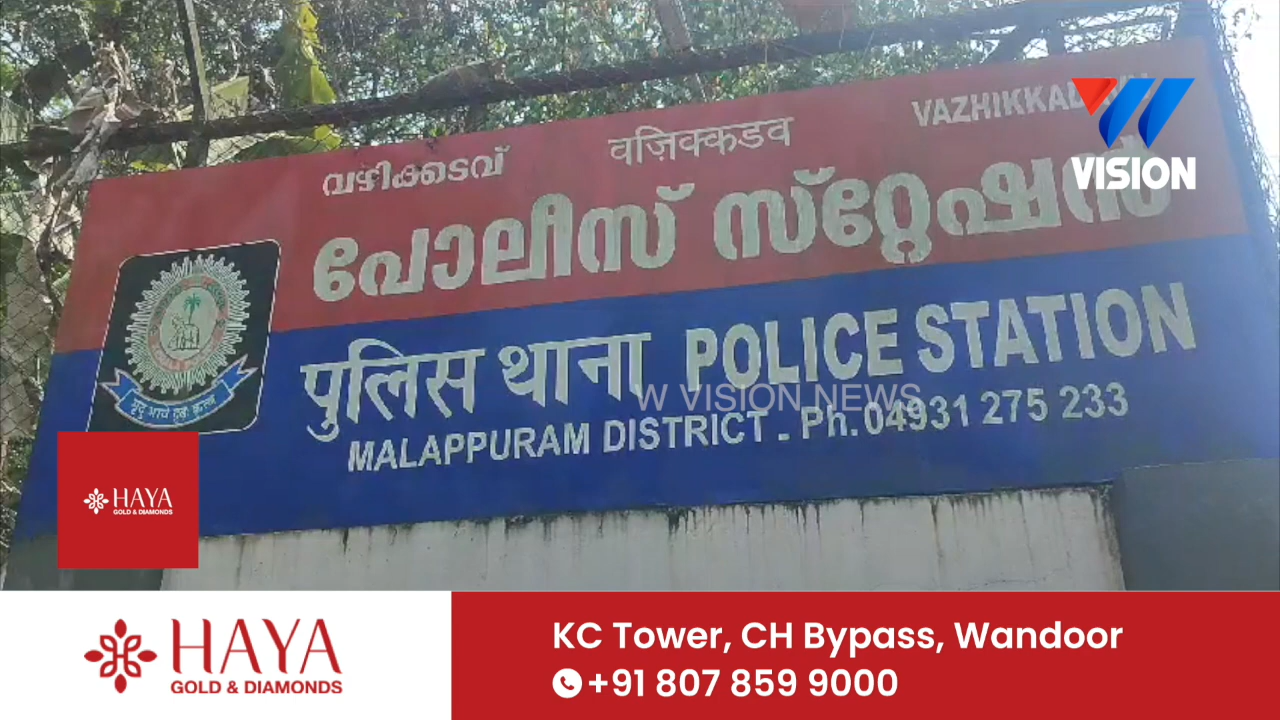 വഴിക്കടവ്
वज़िक्कडव
W VISION
പോലീസ് സ്റ്റേഷൻ
पुलिस थाना POLICE STATION
W VISION NEWS
MALAPPURAM DISTRICT - Ph. 04931 275 233
मृदु भावे दृढ कृत्य
HAYA
GOLD & DIAMONDS
HAYA
GOLD & DIAMONDS
KC Tower, CH Bypass, Wandoor
+91 807 859 9000